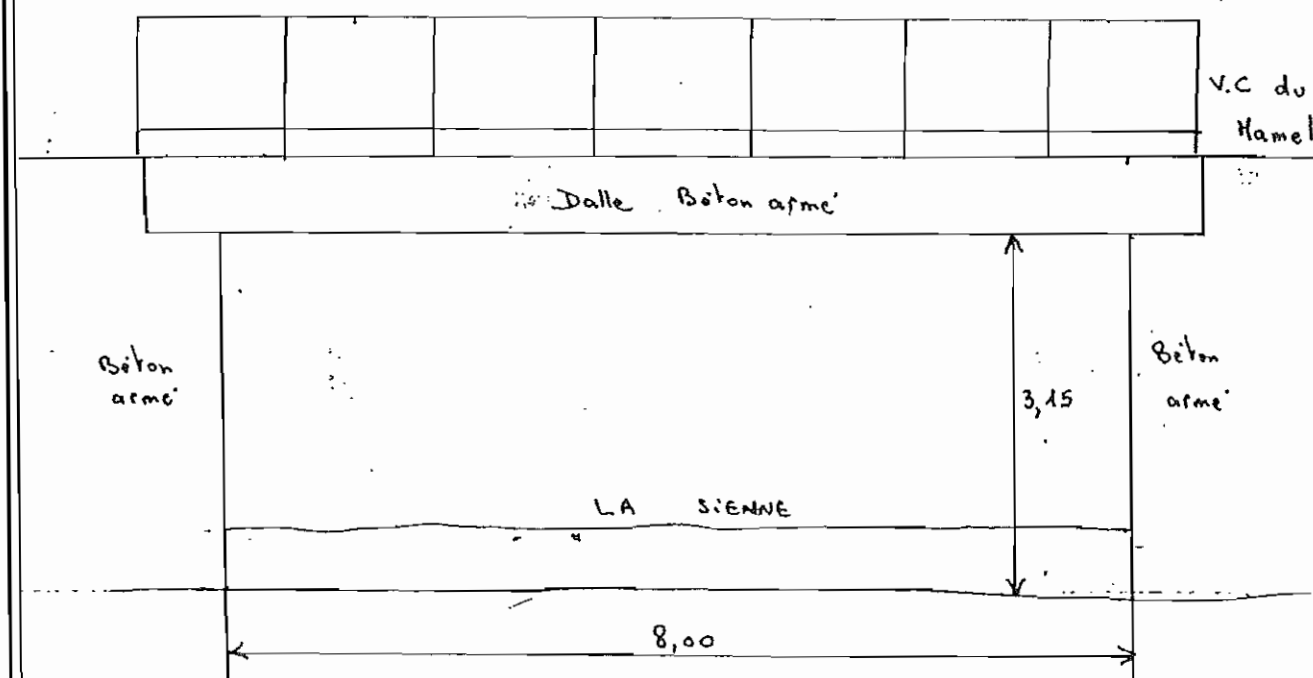 V.C du
Hamel
Dalle Béton armé
Béton
armé
Béton
armé
3,15
LA SIENNE
8,00